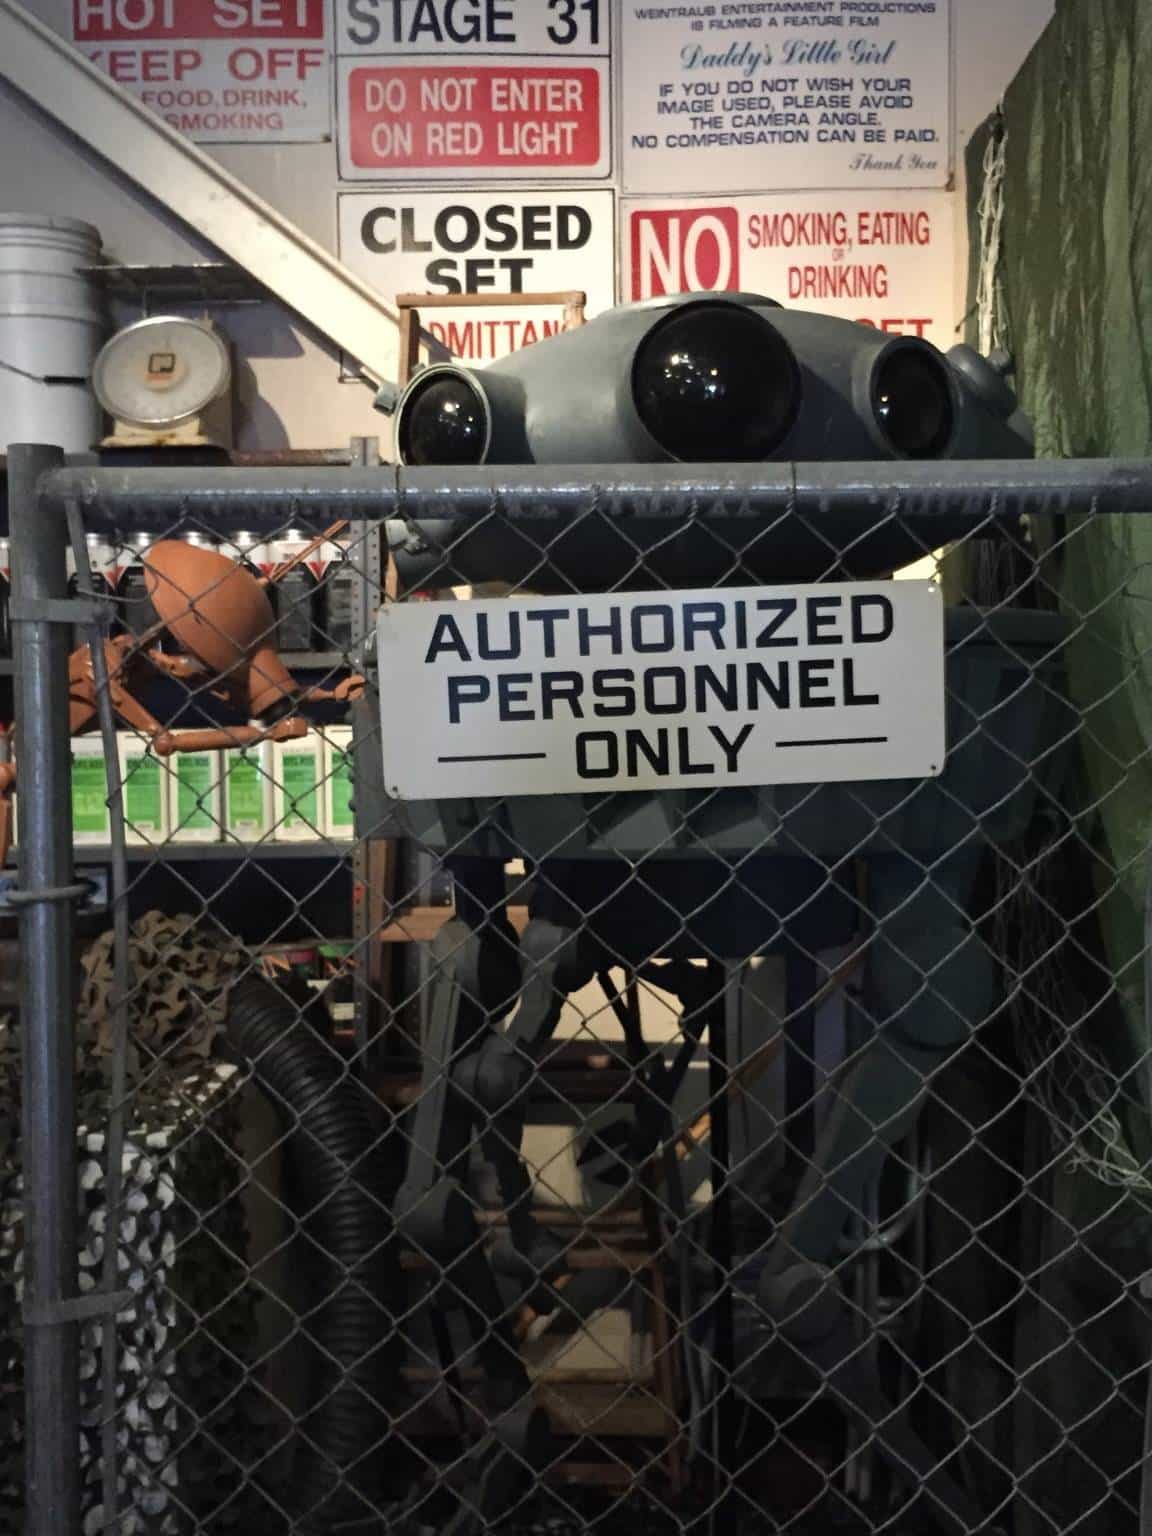 HOT SET
KEEP OFF
FOOD, DRINK,
SMOKING
STAGE 31
DO NOT ENTER
ON RED LIGHT
WEINTRAUB ENTERTAINMENT PRODUCTIONS
IS FILMING A FEATURE FILM
Daddy's Little Girl
IF YOU DO NOT WISH YOUR
IMAGE USED, PLEASE AVOID
THE CAMERA ANGLE.
NO COMPENSATION CAN BE PAID.
Thank You
CLOSED
SET
DMITTAN
NO SMOKING, EATING
OR
DRINKING
SET
AUTHORIZED
PERSONNEL
ONLY